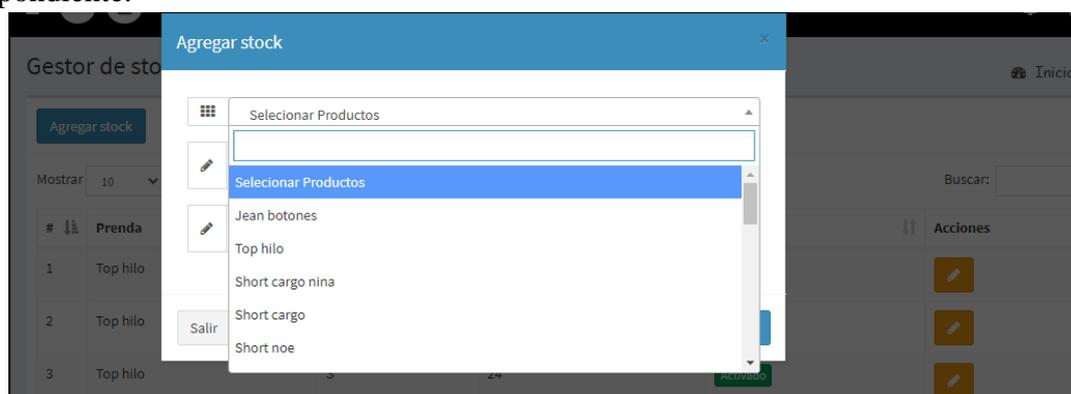 Agregar stock
Gestor de sto
Inicio
Agregar stock
Selecionar Productos
Mostrar 10
Buscar:
Selecionar Productos
# Prenda
Acciones
Jean botones
Top hilo
1 Top hilo
Short cargo nina
2 Top hilo
Short cargo
Salir
Short noe
3 Top hilo 3 24 Activado